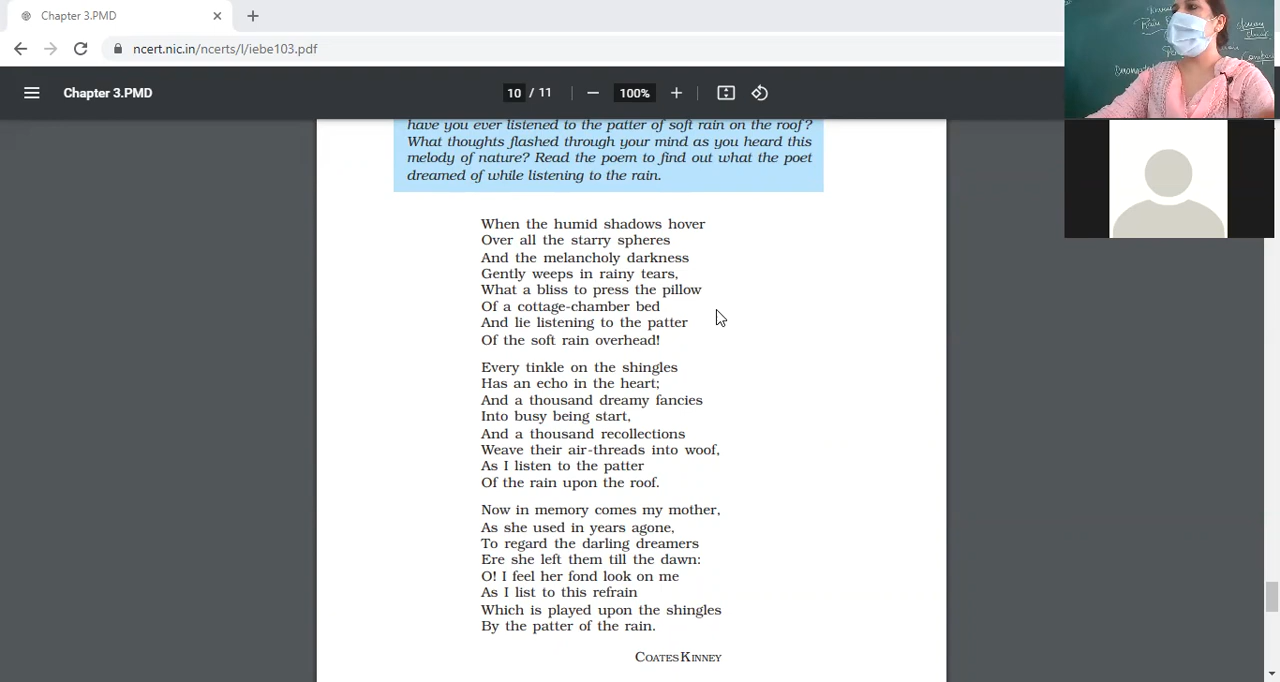 Chapter 3.PMD
ncert.nic.in/ncerts/l/iebe103.pdf
Chapter 3.PMD
10 / 11
100%
have you ever listened to the patter of soft rain on the roof?
What thoughts flashed through your mind as you heard this
melody of nature? Read the poem to find out what the poet
dreamed of while listening to the rain.
When the humid shadows hover
Over all the starry spheres
And the melancholy darkness
Gently weeps in rainy tears,
What a bliss to press the pillow
Of a cottage-chamber bed
And lie listening to the patter
Of the soft rain overhead!
Every tinkle on the shingles
Has an echo in the heart;
And a thousand dreamy fancies
Into busy being start,
And a thousand recollections
Weave their air-threads into woof,
As I listen to the patter
Of the rain upon the roof.
Now in memory comes my mother,
As she used in years agone,
To regard the darling dreamers
Ere she left them till the dawn:
O! I feel her fond look on me
As I list to this refrain
Which is played upon the shingles
By the patter of the rain.
COATES KINNEY